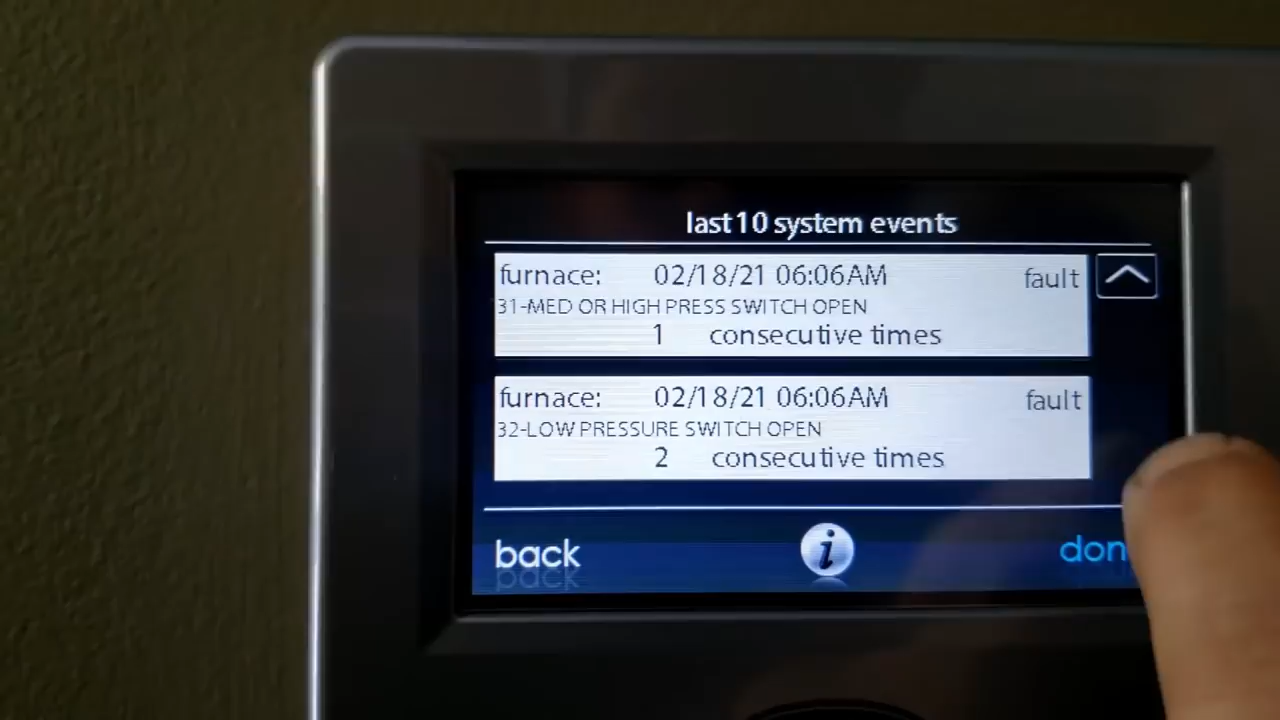 last 10 system events
furnace: 02/18/21 06:06AM fault
31-MED OR HIGH PRESS SWITCH OPEN
1 consecutive times
furnace: 02/18/21 06:06AM fault
32-LOW PRESSURE SWITCH OPEN
2 consecutive times
back i don